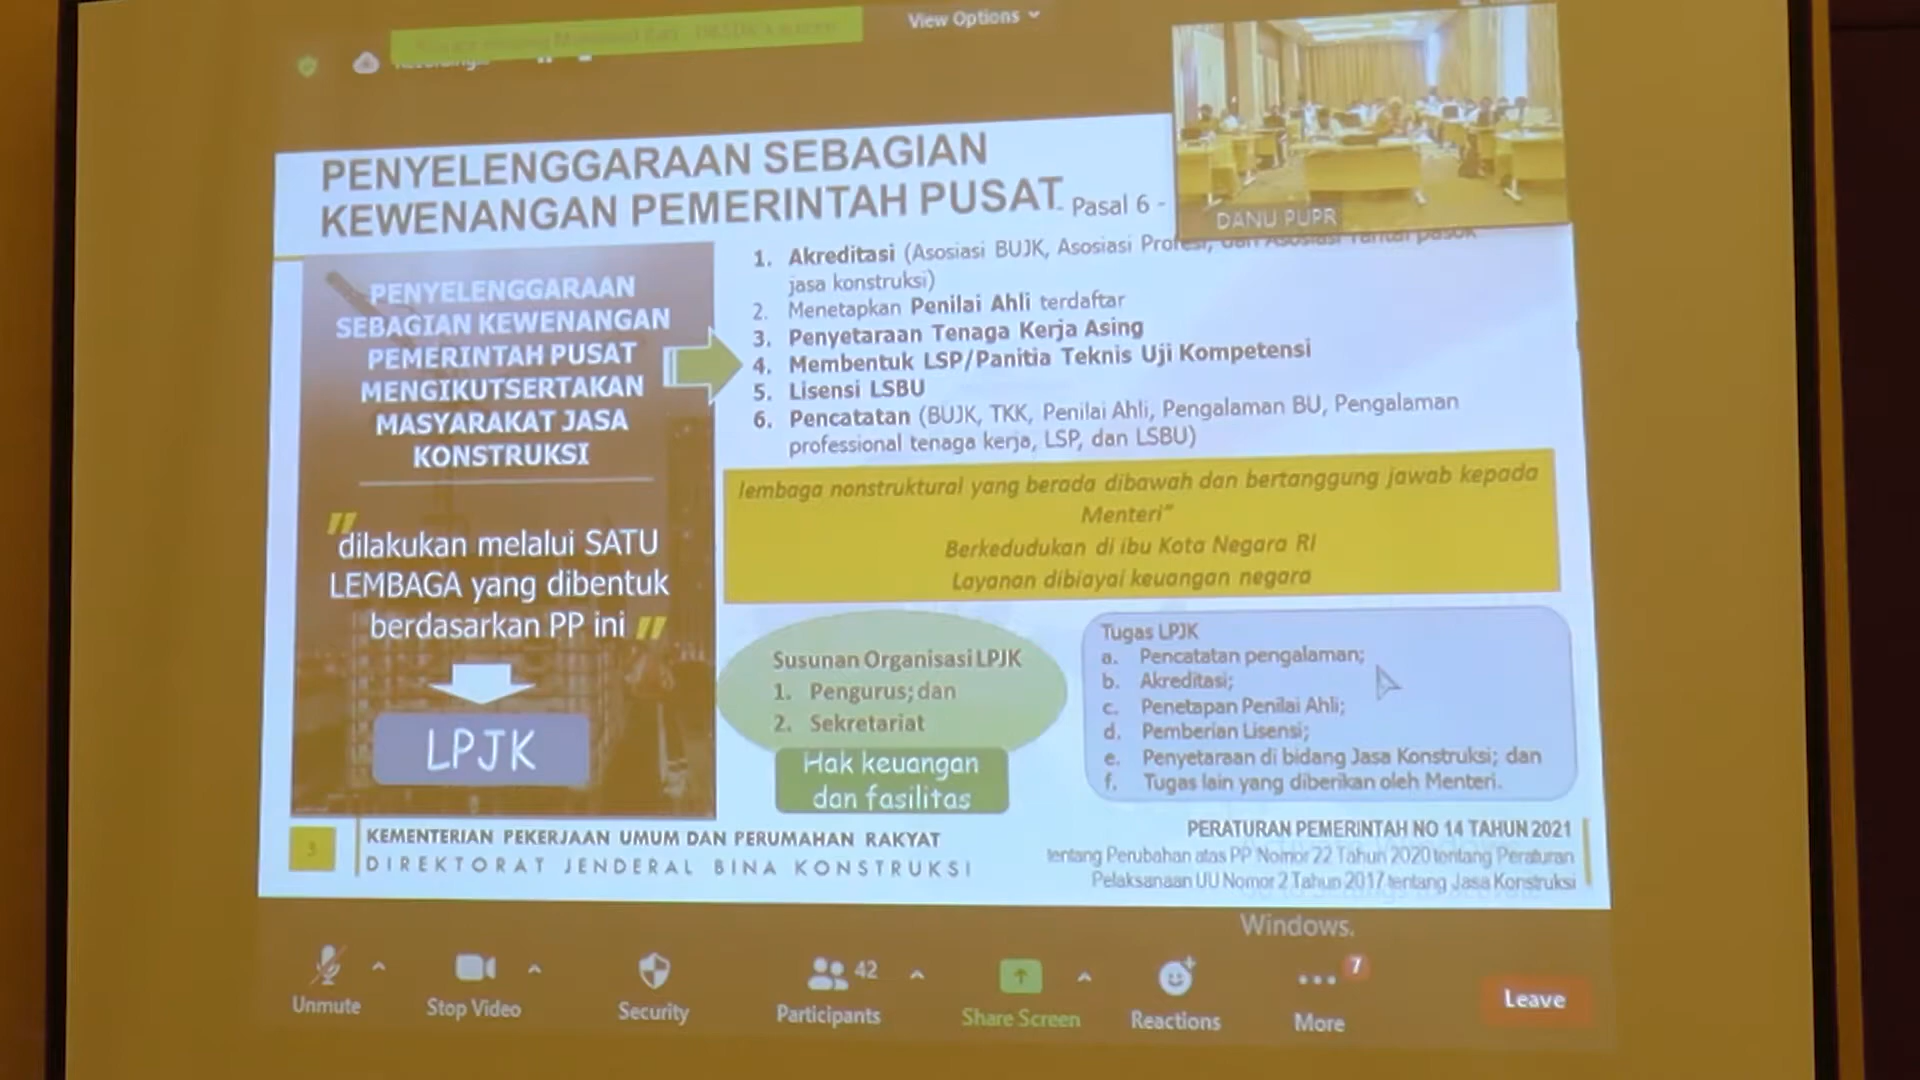 View Options
PENYELENGGARAAN SEBAGIAN
KEWENANGAN PEMERINTAH PUSAT - Pasal 6 -
DANU PUPR
PENYELENGGARAAN
SEBAGIAN KEWENANGAN
PEMERINTAH PUSAT
MENGIKUTSERTAKAN
MASYARAKAT JASA
KONSTRUKSI
"dilakukan melalui SATU
LEMBAGA yang dibentuk
berdasarkan PP ini"
LPJK
1. Akreditasi (Asosiasi BUJK, Asosiasi Profesi, dan Asosiasi rantai pasok
jasa konstruksi)
2. Menetapkan Penilai Ahli terdaftar
3. Penyetaraan Tenaga Kerja Asing
4. Membentuk LSP/Panitia Teknis Uji Kompetensi
5. Lisensi LSBU
6. Pencatatan (BUJK, TKK, Penilai Ahli, Pengalaman BU, Pengalaman
professional tenaga kerja, LSP, dan LSBU)
lembaga nonstruktural yang berada dibawah dan bertanggung jawab kepada
Menteri"
Berkedudukan di ibu Kota Negara RI
Layanan dibiayai keuangan negara
Susunan Organisasi LPJK
1. Pengurus; dan
2. Sekretariat
Hak keuangan
dan fasilitas
Tugas LPJK
a. Pencatatan pengalaman;
b. Akreditasi;
c. Penetapan Penilai Ahli;
d. Pemberian Lisensi;
e. Penyetaraan di bidang Jasa Konstruksi; dan
f. Tugas lain yang diberikan oleh Menteri.
3
KEMENTERIAN PEKERJAAN UMUM DAN PERUMAHAN RAKYAT
DIREKTORAT JENDERAL BINA KONSTRUKSI
PERATURAN PEMERINTAH NO 14 TAHUN 2021
tentang Perubahan atas PP Nomor 22 Tahun 2020 tentang Peraturan
Pelaksanaan UU Nomor 2 Tahun 2017 tentang Jasa Konstruksi
Windows.
Unmute
Stop Video
Security
Participants 42
Share Screen
Reactions
More 7
Leave